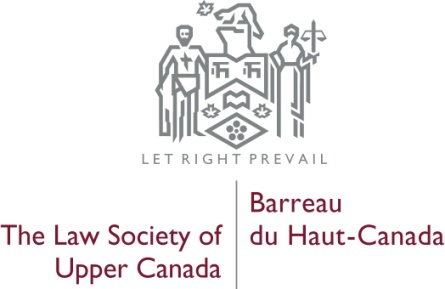 LET RIGHT PREVAIL
The Law Society of
Upper Canada
Barreau
du Haut-Canada